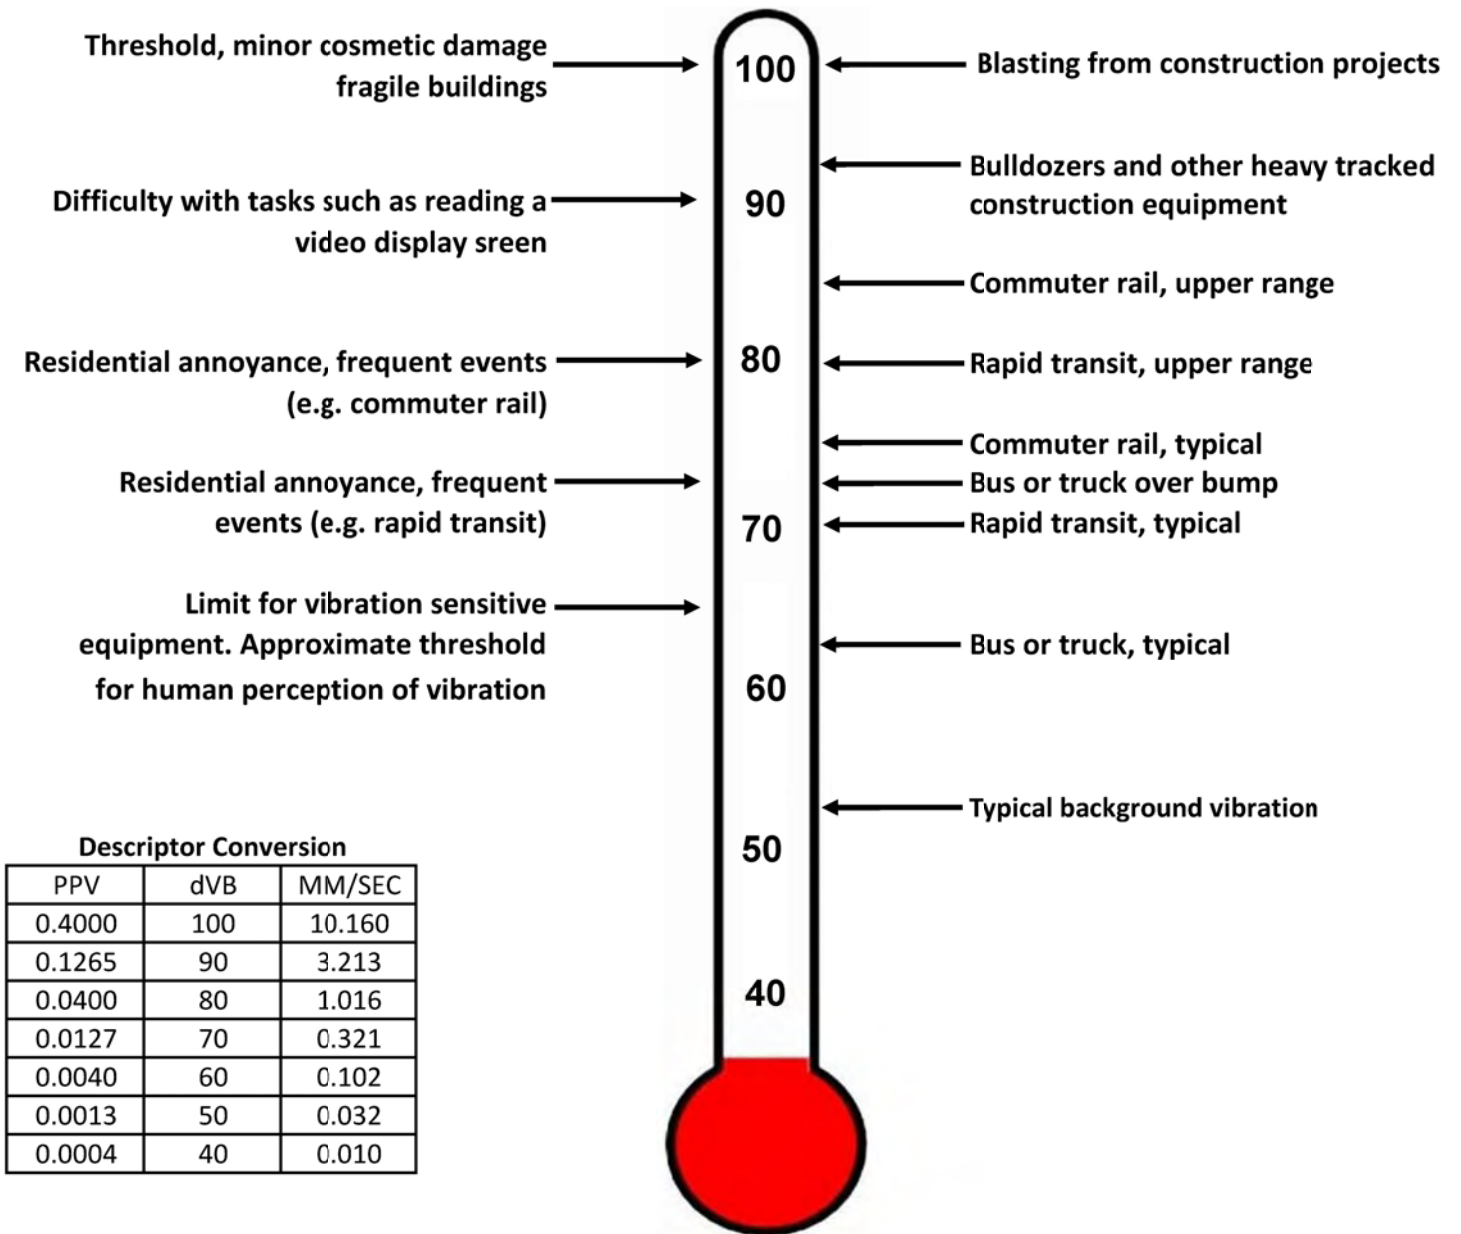 Threshold, minor cosmetic damage
fragile buildings
Difficulty with tasks such as reading a
video display sreen
Residential annoyance, frequent events
(e.g. commuter rail)
Residential annoyance, frequent
events (e.g. rapid transit)
Limit for vibration sensitive
equipment. Approximate threshold
for human perception of vibration
100
90
80
70
60
50
40
Blasting from construction projects
Bulldozers and other heavy tracked
construction equipment
Commuter rail, upper range
Rapid transit, upper range
Commuter rail, typical
Bus or truck over bump
Rapid transit, typical
Bus or truck, typical
Typical background vibration
Descriptor Conversion
PPV dVB MM/SEC
0.4000 100 10.160
0.1265 90 3.213
0.0400 80 1.016
0.0127 70 0.321
0.0040 60 0.102
0.0013 50 0.032
0.0004 40 0.010